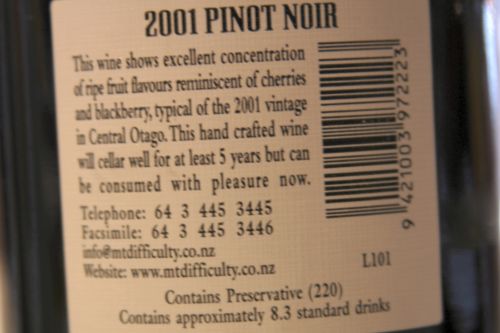 2001 PINOT NOIR
This wine shows excellent concentration
of ripe fruit flavours reminiscent of cherries
and blackberry, typical of the 2001 vintage
in Central Otago. This hand crafted wine
will cellar well for at least 5 years but can
be consumed with pleasure now.
Telephone: 64 3 445 3445
Facsimile: 64 3 445 3446
info@mtdifficulty.co.nz
Website: www.mtdifficulty.co.nz
L101
Contains Preservative (220)
Contains approximately 8.3 standard drinks
9 421003 972223